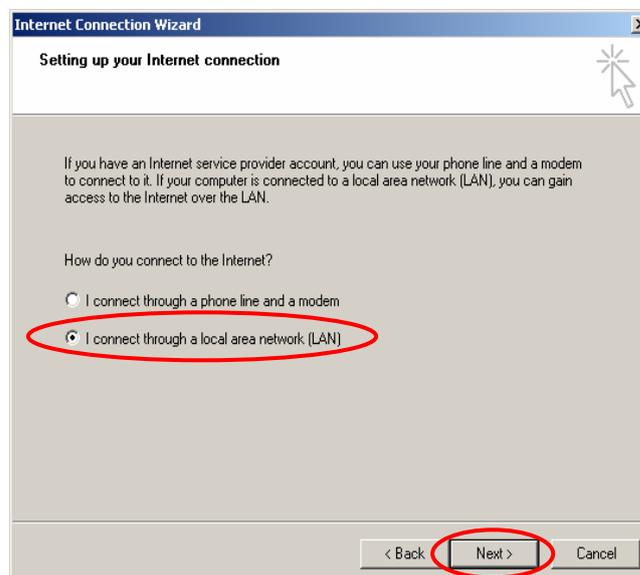 Internet Connection Wizard
Setting up your Internet connection
If you have an Internet service provider account, you can use your phone line and a modem
to connect to it. If your computer is connected to a local area network (LAN), you can gain
access to the Internet over the LAN.
How do you connect to the Internet?
I connect through a phone line and a modem
I connect through a local area network (LAN)
< Back Next > Cancel